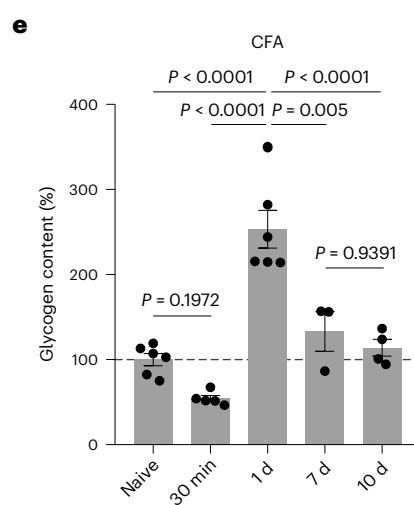 e
CFA
P < 0.0001 P < 0.0001
P < 0.0001 P = 0.005
P = 0.9391
P = 0.1972
Glycogen content (%)
400
300
200
100
0
Naive 30 min 1 d 7 d 10 d